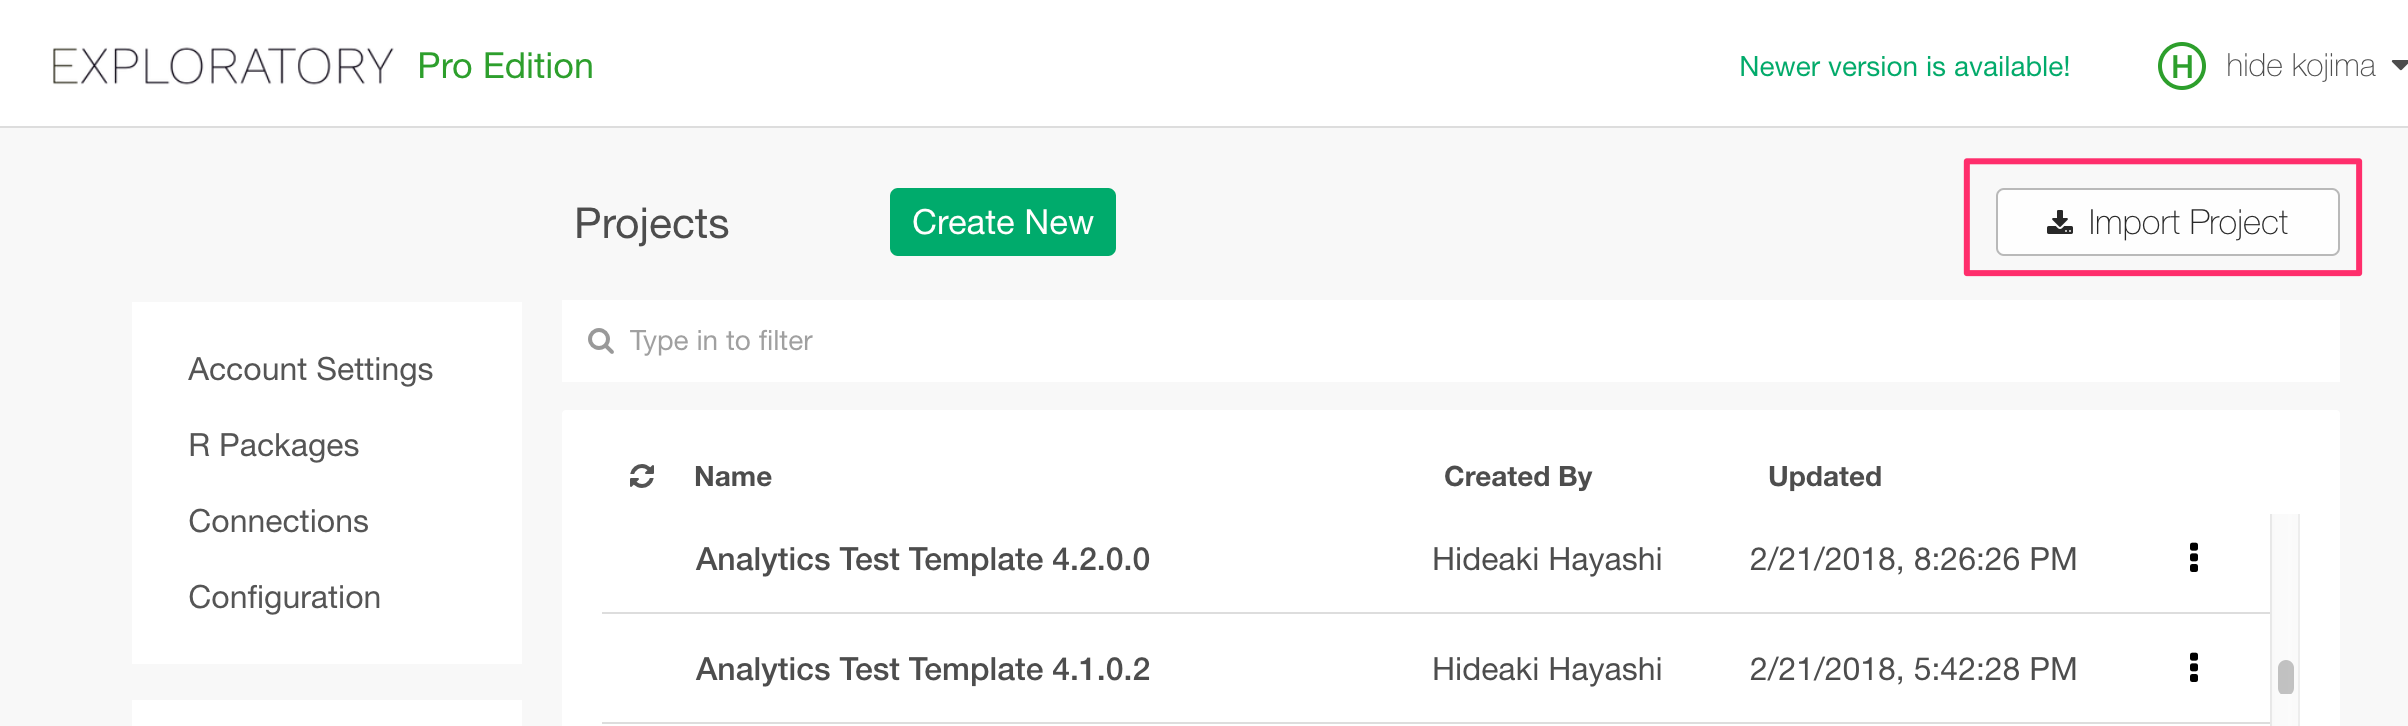 EXPLORATORY Pro Edition
Newer version is available!
H hide kojima
Projects
Create New
Import Project
Account Settings
R Packages
Connections
Configuration
Type in to filter
Name Created By Updated
Analytics Test Template 4.2.0.0 Hideaki Hayashi 2/21/2018, 8:26:26 PM
Analytics Test Template 4.1.0.2 Hideaki Hayashi 2/21/2018, 5:42:28 PM